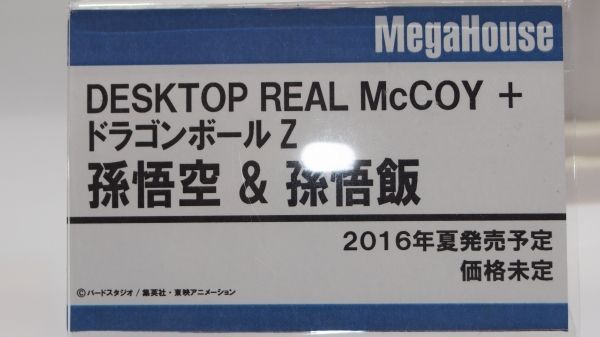 MegaHouse
DESKTOP REAL McCOY +
ドラゴンボール Z
孫悟空 & 孫悟飯
2016年夏発売予定
価格未定
©バードスタジオ / 集英社・東映アニメーション